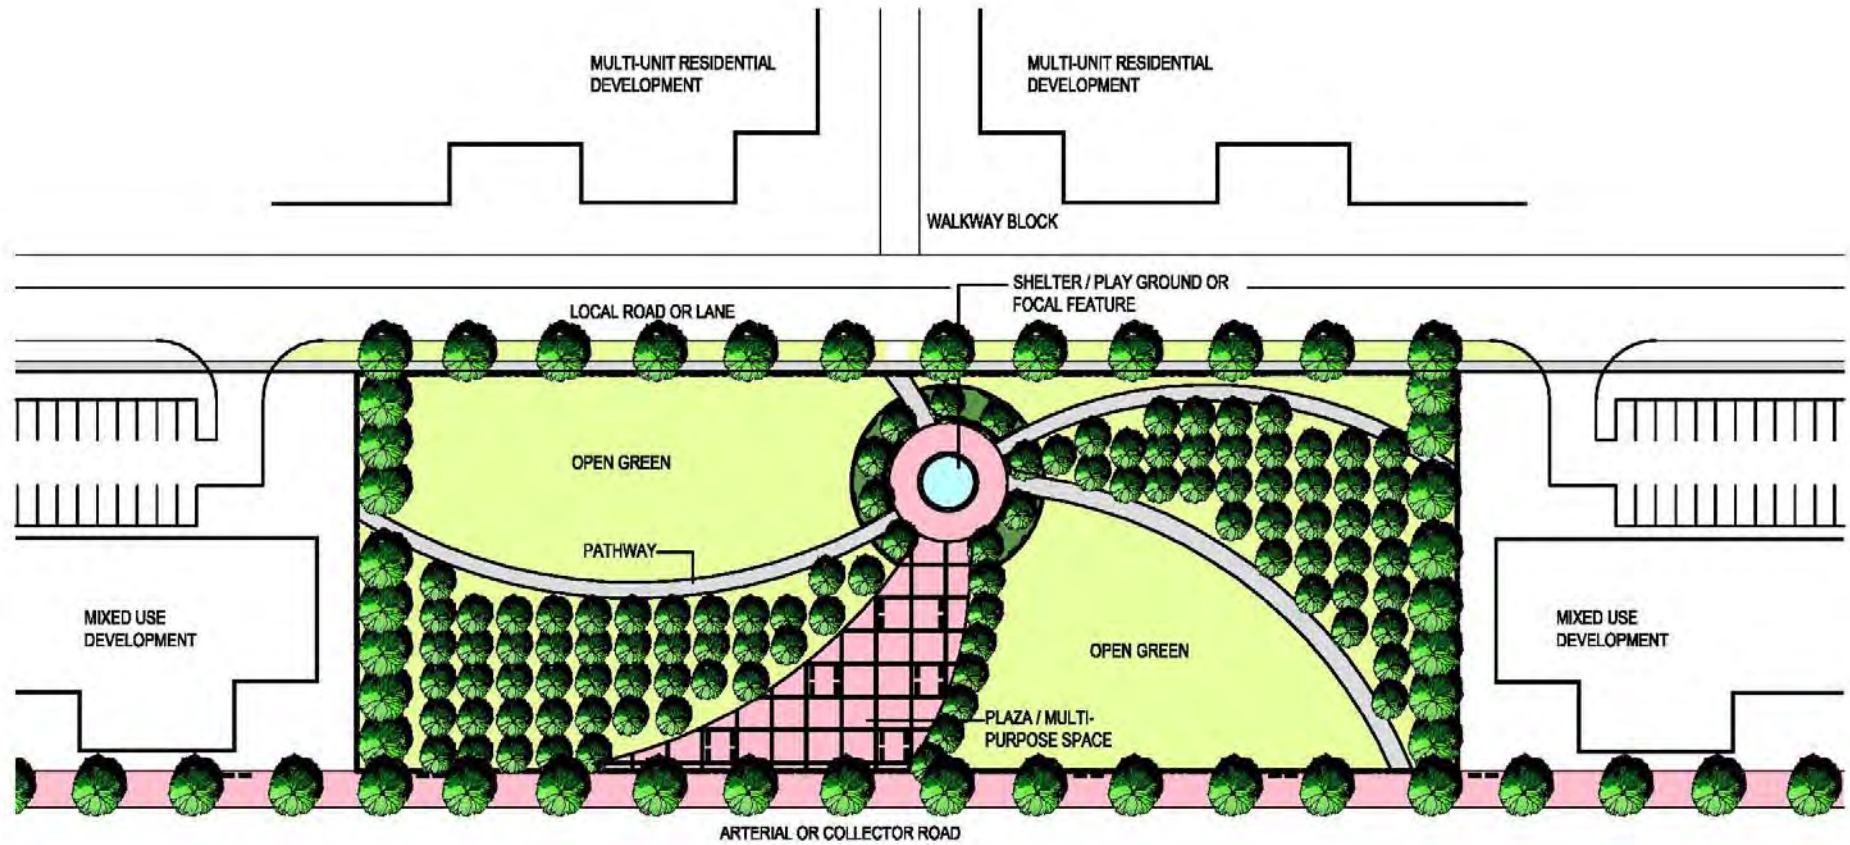 MULTI-UNIT RESIDENTIAL
DEVELOPMENT
MULTI-UNIT RESIDENTIAL
DEVELOPMENT
WALKWAY BLOCK
SHELTER / PLAY GROUND OR
FOCAL FEATURE
LOCAL ROAD OR LANE
OPEN GREEN
PATHWAY
MIXED USE
DEVELOPMENT
OPEN GREEN
MIXED USE
DEVELOPMENT
PLAZA / MULTI-
PURPOSE SPACE
ARTERIAL OR COLLECTOR ROAD